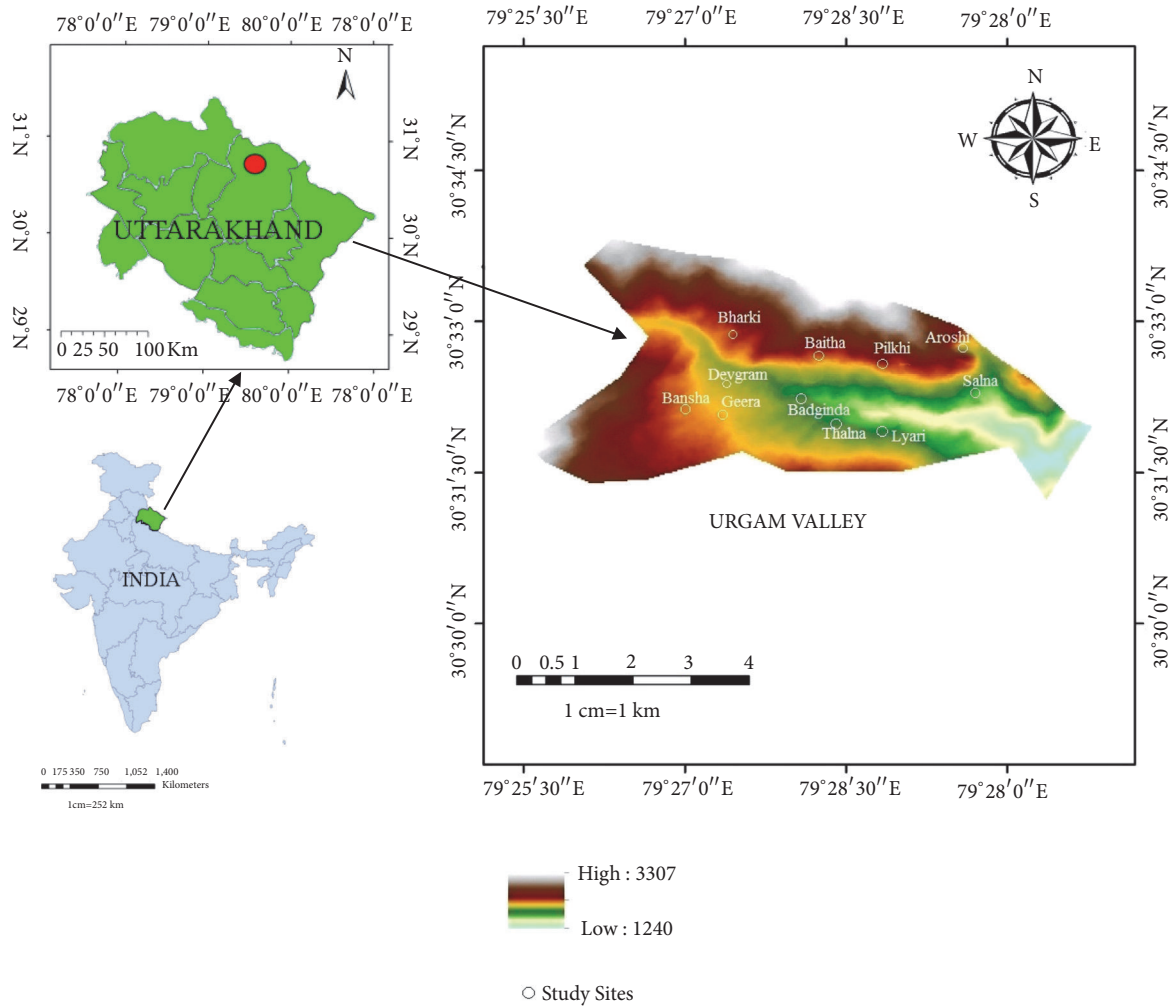 78°0′0″E 79°0′0″E 80°0′0″E 78°0′0″E
N
31°N
31°N
30°N
30°N
29°N
29°N
UTTARAKHAND
0 25 50 100 Km
78°0′0″E 79°0′0″E 80°0′0″E 78°0′0″E
INDIA
0 175 350 750 1,052 1,400
Kilometers
1cm=252 km
79°25′30″E 79°27′0″E 79°28′30″E 79°28′0″E
N
W E
S
30°34′30″N
30°34′30″N
30°33′0″N
30°33′0″N
30°31′30″N
30°31′30″N
30°30′0″N
30°30′0″N
Bharki
Baitha
Pilkhi
Aroshi
Devgram
Salna
Bansha
Geera
Badginda
Thalna
Lyari
URGAM VALLEY
0 0.5 1 2 3 4
1 cm=1 km
79°25′30″E 79°27′0″E 79°28′30″E 79°28′0″E
High : 3307
Low : 1240
Study Sites